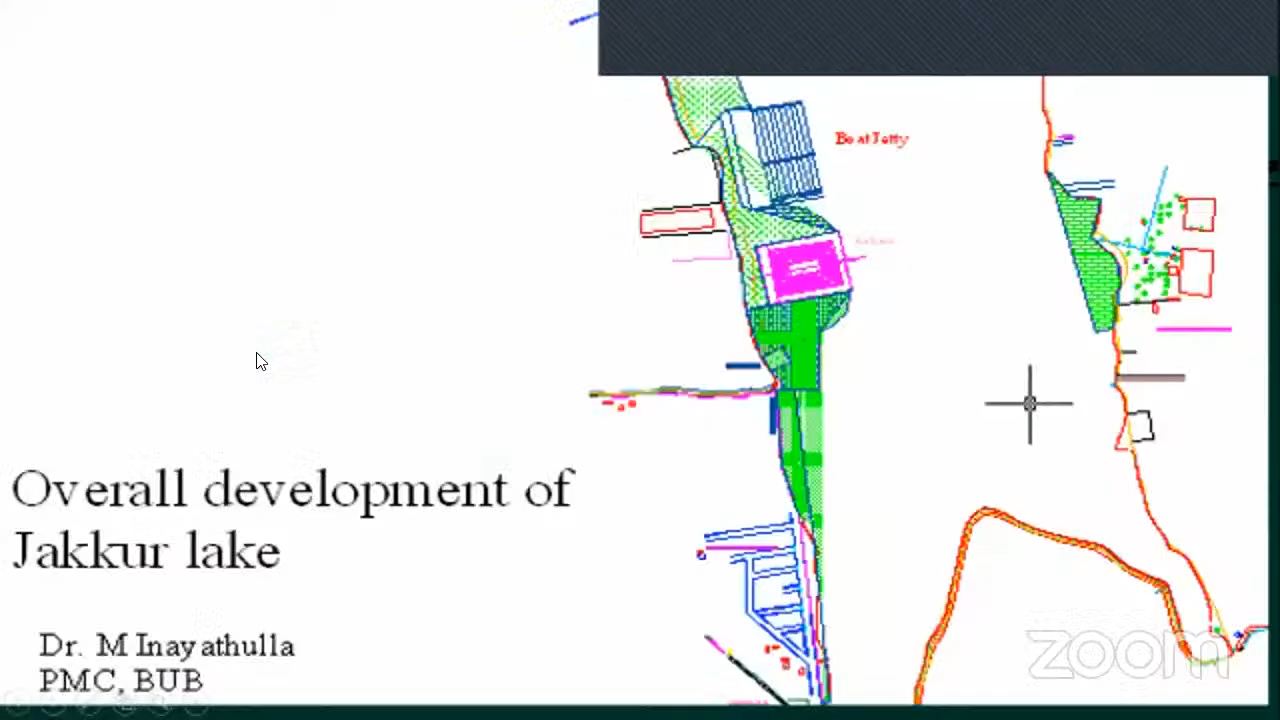 Boat Jetty
Overall development of
Jakkur lake
Dr. M Inayathulla
PMC, BUB
zoom